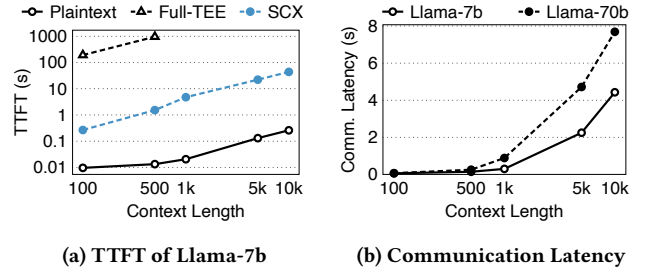 Plaintext Full-TEE SCX
TTFT (s)
1000
100
10
1
0.1
0.01
100 500 1k 5k 10k
Context Length
(a) TTFT of Llama-7b
Llama-7b Llama-70b
Comm. Latency (s)
8
6
4
2
0
100 500 1k 5k 10k
Context Length
(b) Communication Latency